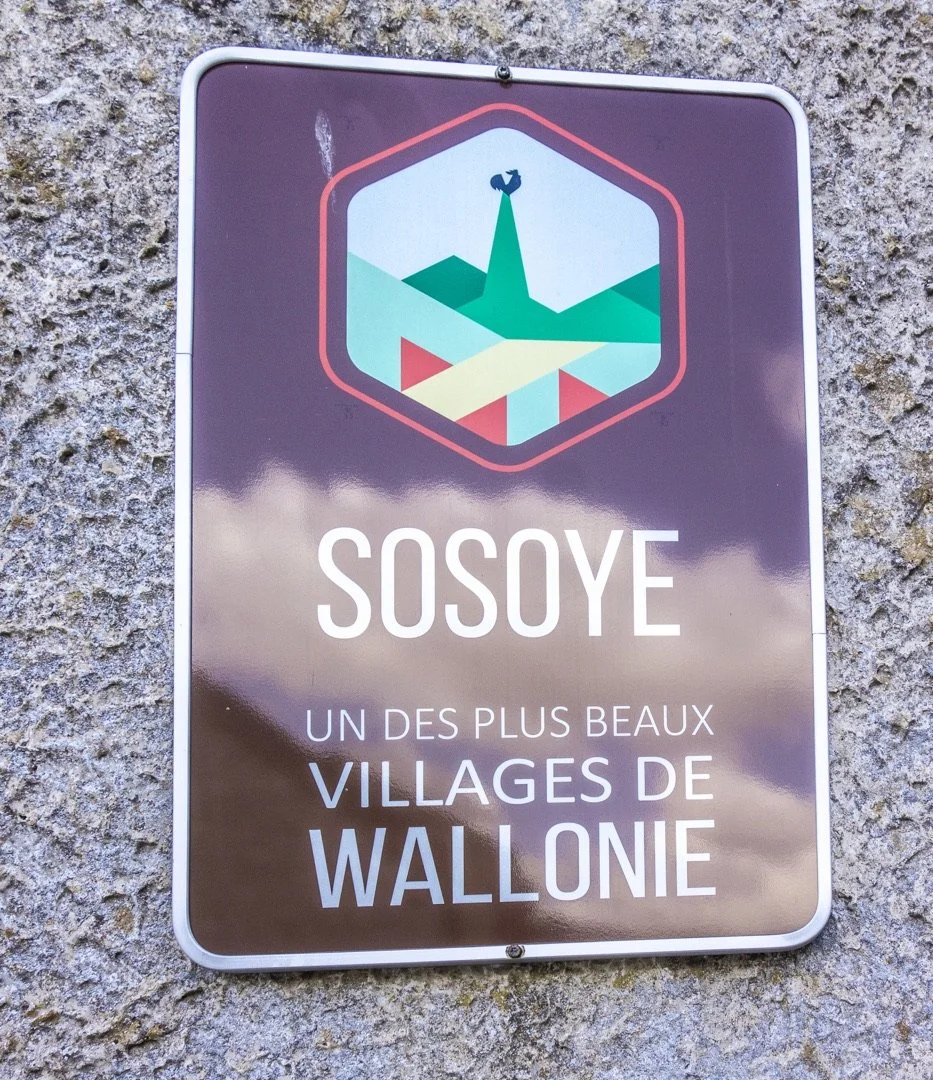 SOSOYE
UN DES PLUS BEAUX
VILLAGES DE
WALLONIE